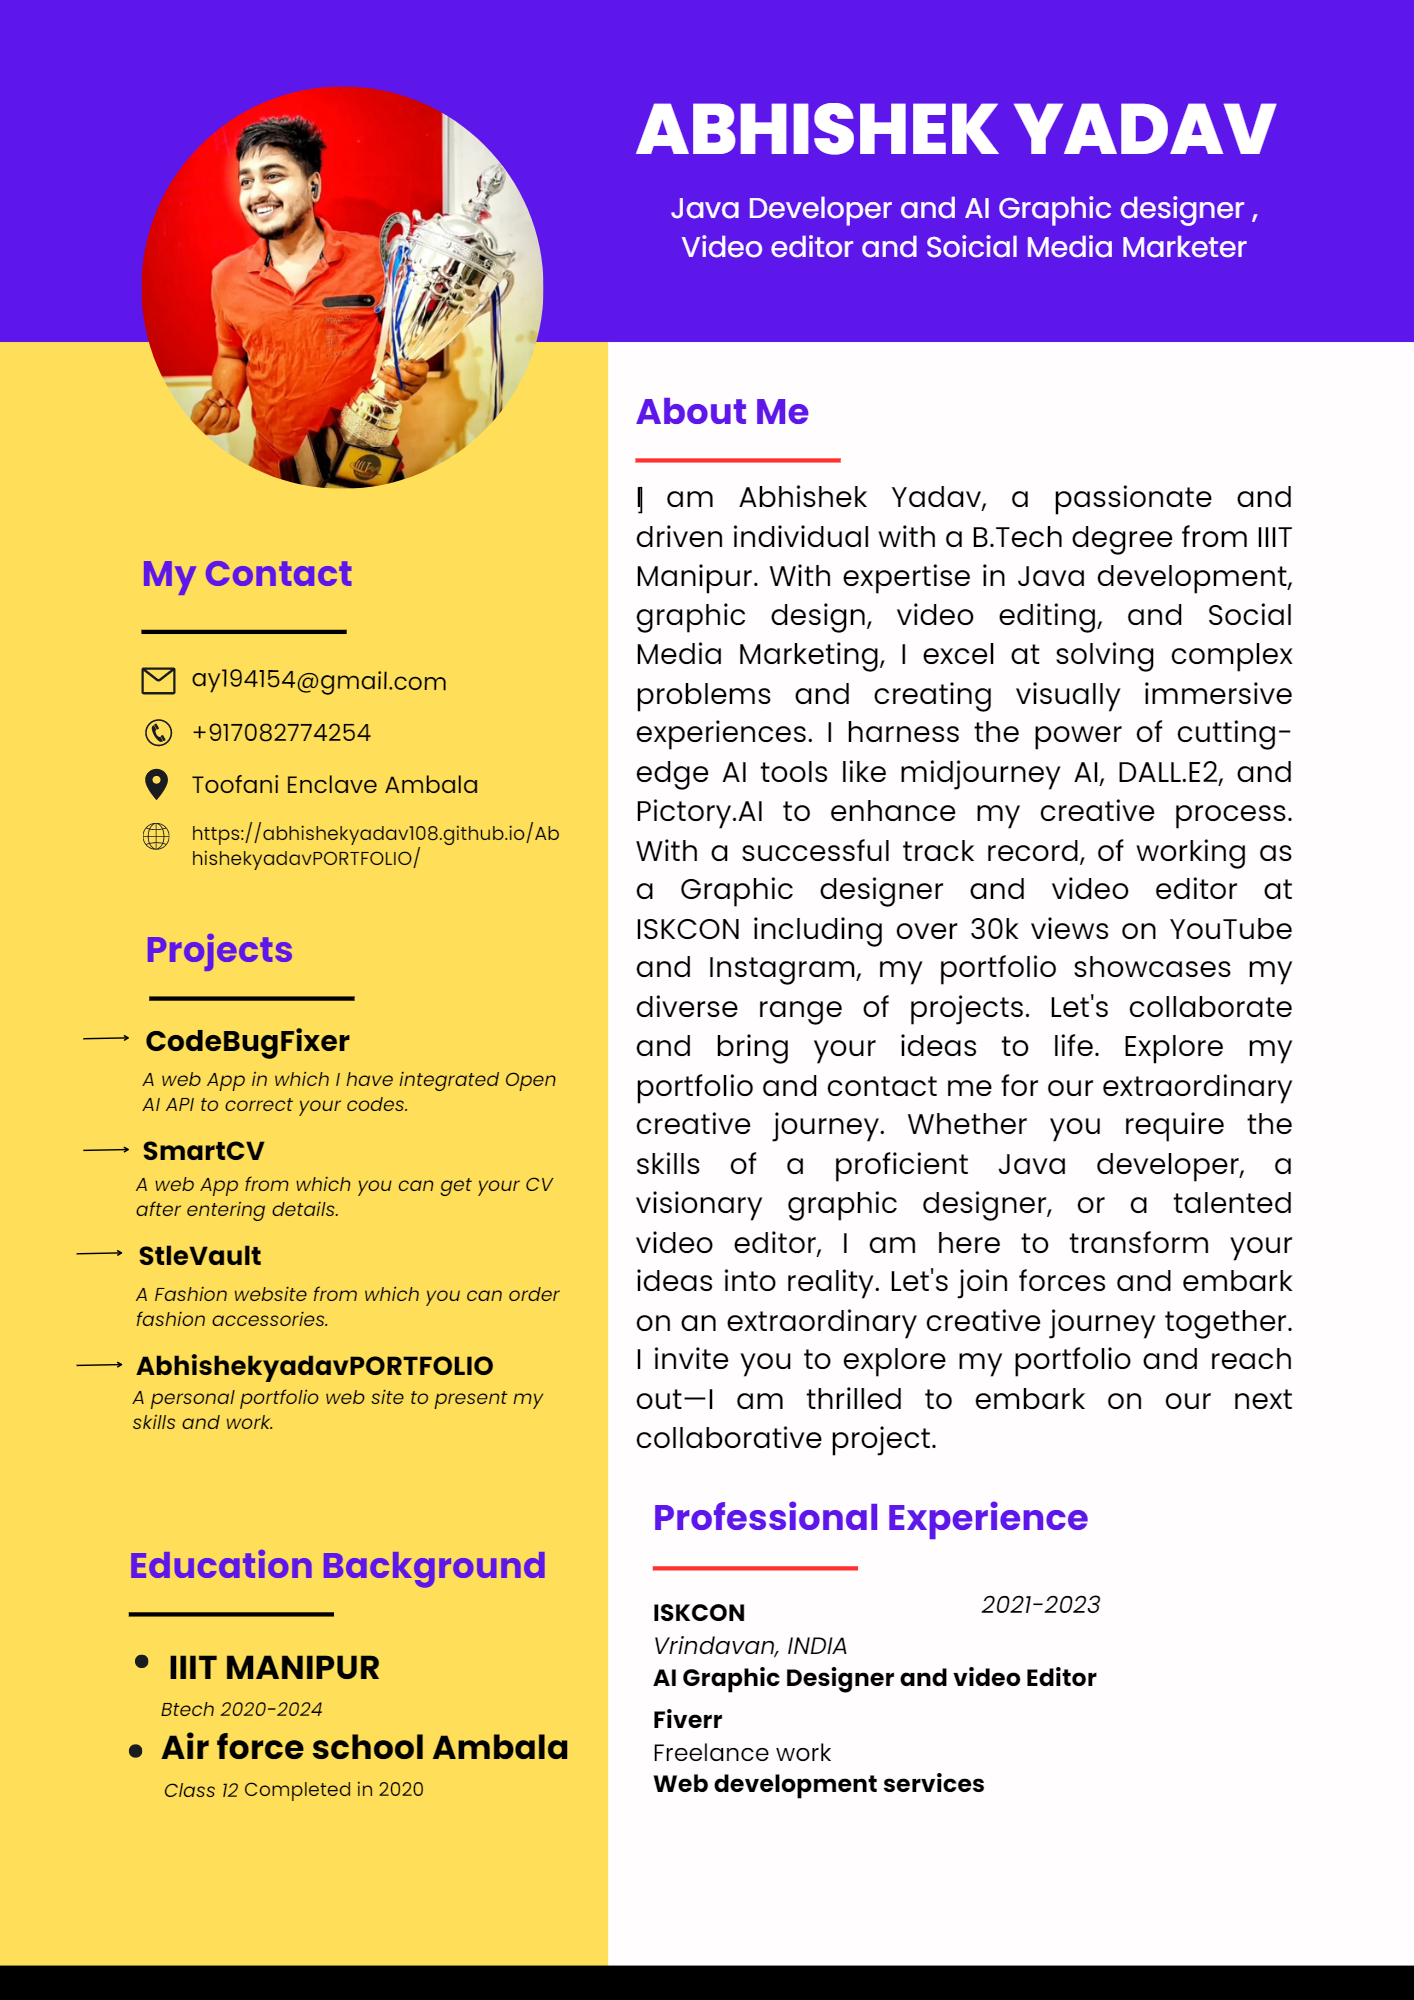 ABHISHEK YADAV
Java Developer and AI Graphic designer ,
Video editor and Soicial Media Marketer
My Contact
ay194154@gmail.com
+917082774254
Toofani Enclave Ambala
https://abhishekyadav108.github.io/Ab
hishekyadavPORTFOLIO/
Projects
CodeBugFixer
A web App in which I have integrated Open
AI API to correct your codes.
SmartCV
A web App from which you can get your CV
after entering details.
StleVault
A Fashion website from which you can order
fashion accessories.
AbhishekyadavPORTFOLIO
A personal portfolio web site to present my
skills and work.
Education Background
IIIT MANIPUR
Btech 2020-2024
Air force school Ambala
Class 12 Completed in 2020
About Me
I am Abhishek Yadav, a passionate and
driven individual with a B.Tech degree from IIIT
Manipur. With expertise in Java development,
graphic design, video editing, and Social
Media Marketing, I excel at solving complex
problems and creating visually immersive
experiences. I harness the power of cutting-
edge AI tools like midjourney AI, DALL.E2, and
Pictory.AI to enhance my creative process.
With a successful track record, of working as
a Graphic designer and video editor at
ISKCON including over 30k views on YouTube
and Instagram, my portfolio showcases my
diverse range of projects. Let's collaborate
and bring your ideas to life. Explore my
portfolio and contact me for our extraordinary
creative journey. Whether you require the
skills of a proficient Java developer, a
visionary graphic designer, or a talented
video editor, I am here to transform your
ideas into reality. Let's join forces and embark
on an extraordinary creative journey together.
I invite you to explore my portfolio and reach
out—I am thrilled to embark on our next
collaborative project.
Professional Experience
ISKCON 2021-2023
Vrindavan, INDIA
AI Graphic Designer and video Editor
Fiverr
Freelance work
Web development services